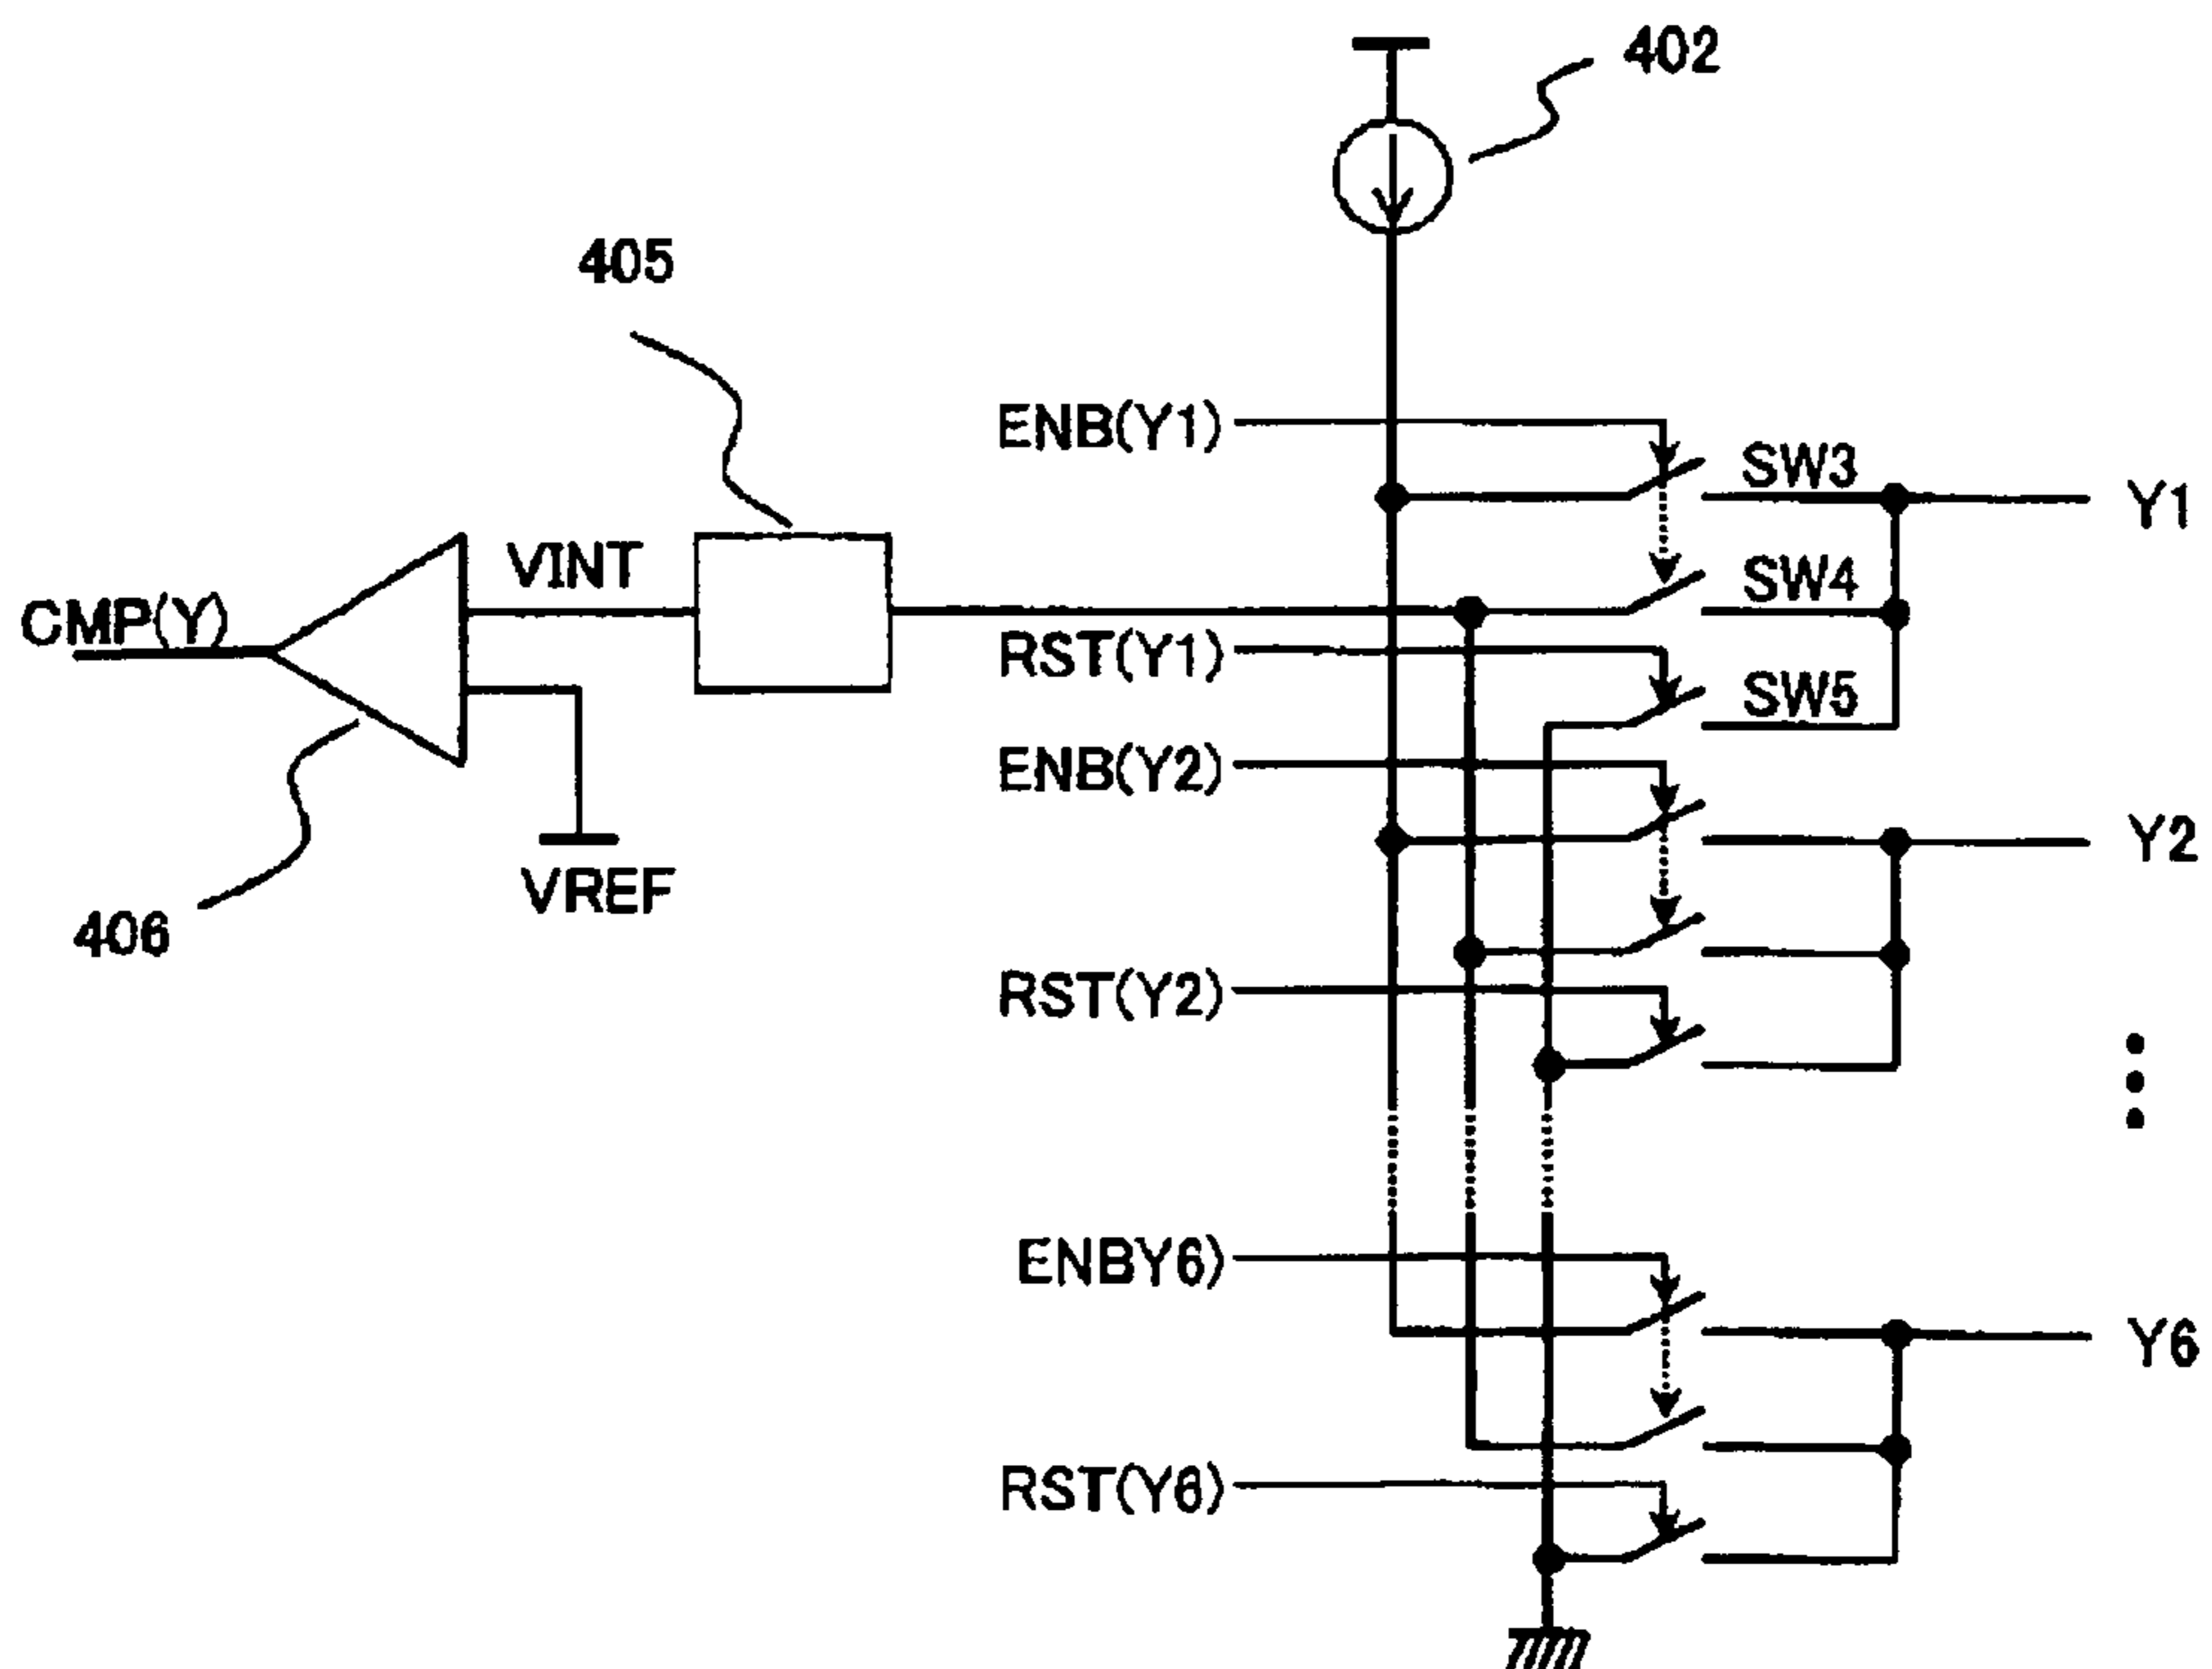 402
405
ENB(Y1)
SW3
Y1
VINT
SW4
CMP(Y)
RST(Y1)
SW5
ENB(Y2)
Y2
VREF
406
RST(Y2)
ENBY6)
Y6
RST(Y6)